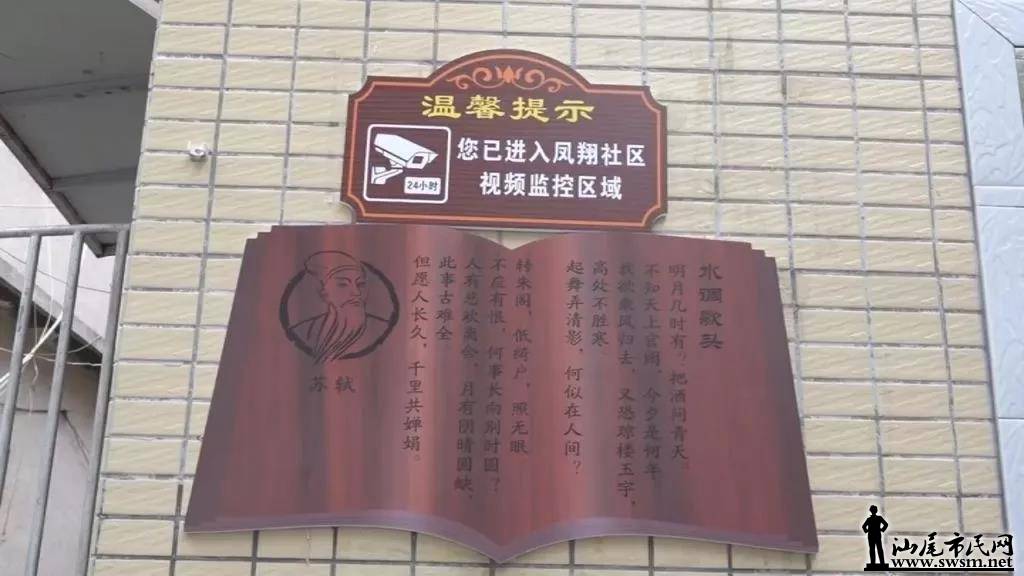 温馨提示
您已进入凤翔社区
24小时
视频监控区域
水调歌头
明月几时有？把酒问青天。
不知天上宫阙，今夕是何年，
我欲乘风归去，又恐琼楼玉宇，
高处不胜寒
起舞弄清影，何似在人间？
转朱阁，低绮户，照无眠
不应有恨，何事长向别时圆？
人有悲欢离合，月有阴晴圆缺，
此事古难全
但愿人长久，千里共婵娟。
苏轼
汕尾市民网
www.swsm.net